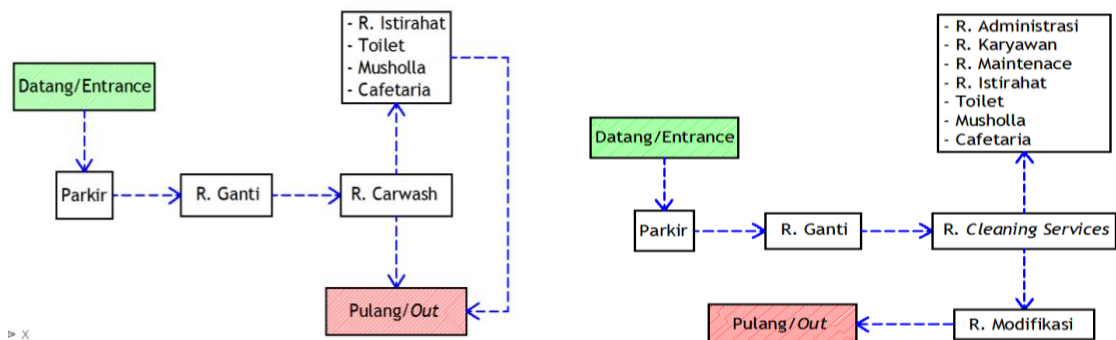 - R. Istirahat
- Toilet
- Musholla
- Cafetaria
Datang/Entrance
Parkir
R. Ganti
R. Carwash
Pulang/Out
X
- R. Administrasi
- R. Karyawan
- R. Maintenace
- R. Istirahat
- Toilet
- Musholla
- Cafetaria
Datang/Entrance
Parkir
R. Ganti
R. Cleaning Services
R. Modifikasi
Pulang/Out